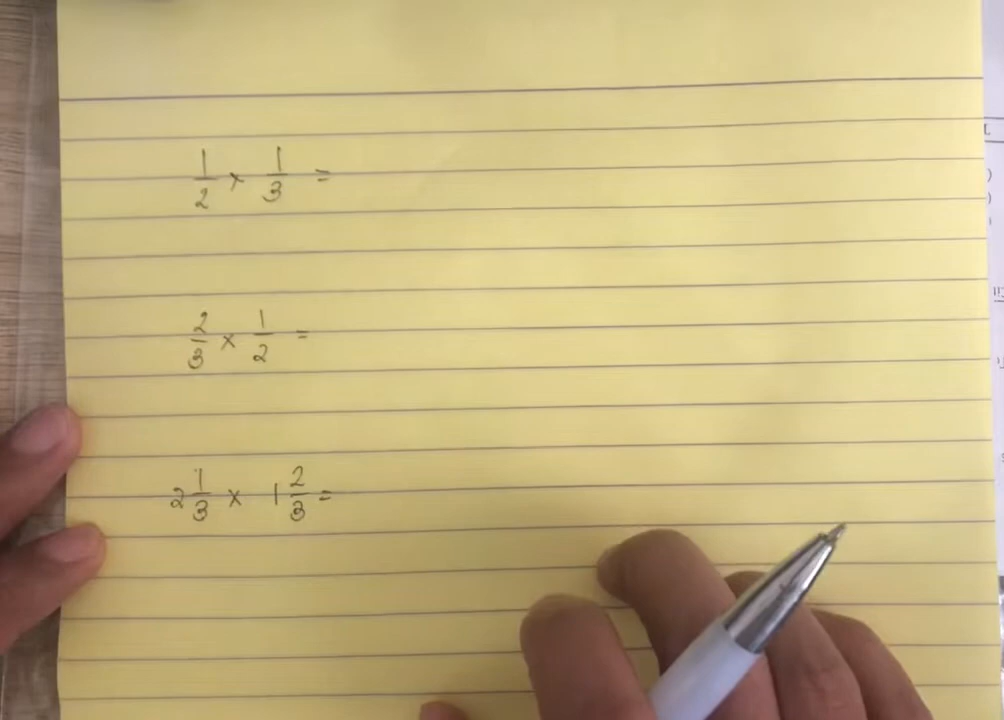 1/2 × 1/3 =
2/3 × 1/2 =
2 1/3 × 1 2/3 =